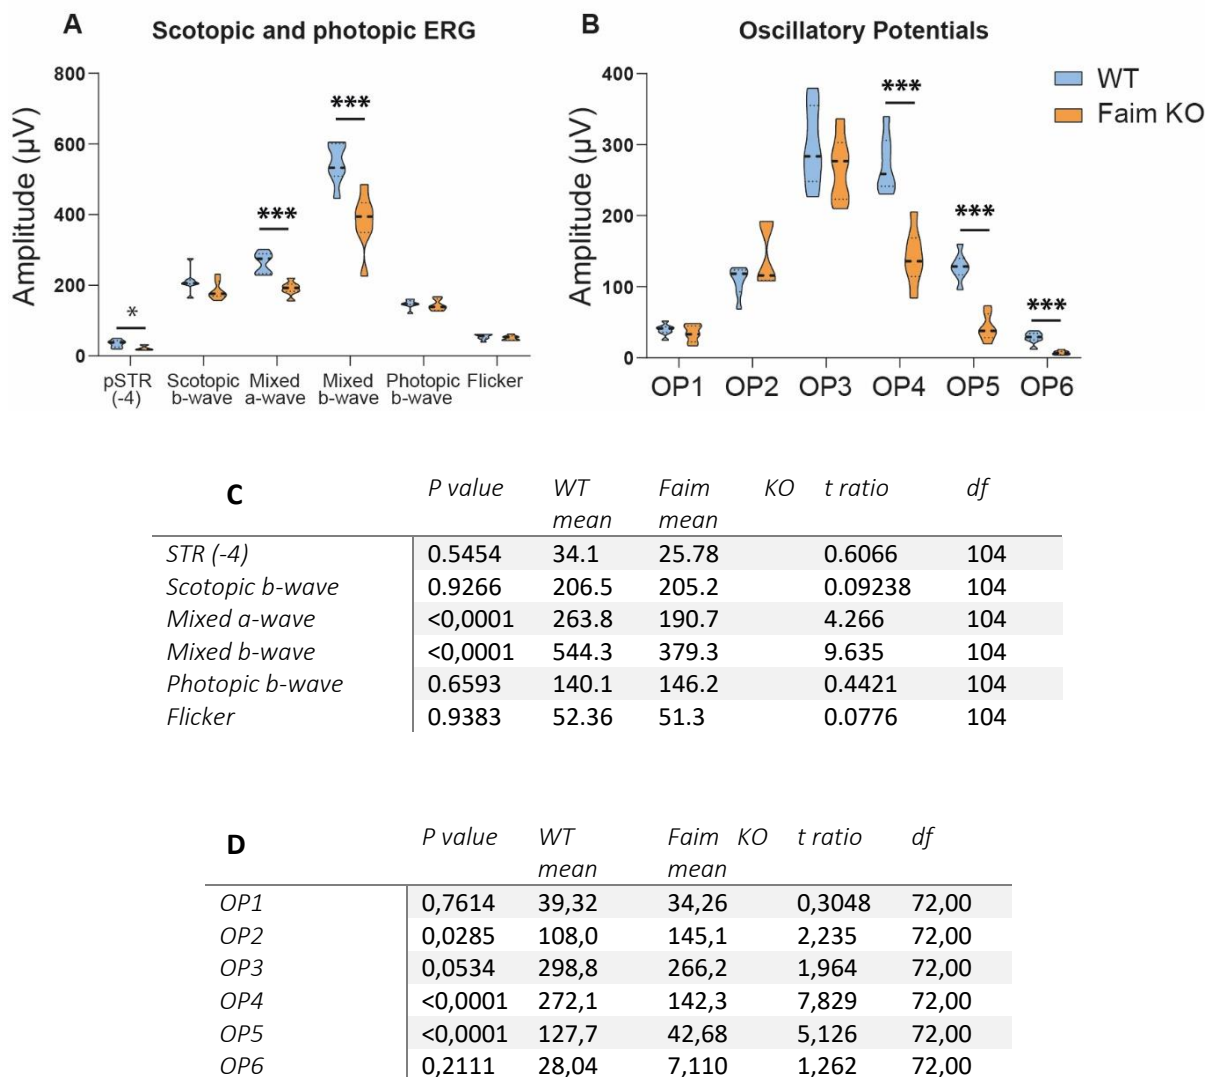 A Scotopic and photopic ERG
Amplitude (µV)
800
600
400
200
0
*
***
***
pSTR (-4)
Scotopic b-wave
Mixed a-wave
Mixed b-wave
Photopic b-wave
Flicker
B Oscillatory Potentials
Amplitude (µV)
400
300
200
100
0
***
***
***
OP1 OP2 OP3 OP4 OP5 OP6
WT
Faim KO
C P value WT mean Faim KO mean t ratio df
STR (-4) 0.5454 34.1 25.78 0.6066 104
Scotopic b-wave 0.9266 206.5 205.2 0.09238 104
Mixed a-wave <0,0001 263.8 190.7 4.266 104
Mixed b-wave <0,0001 544.3 379.3 9.635 104
Photopic b-wave 0.6593 140.1 146.2 0.4421 104
Flicker 0.9383 52.36 51.3 0.0776 104
D P value WT mean Faim KO mean t ratio df
OP1 0,7614 39,32 34,26 0,3048 72,00
OP2 0,0285 108,0 145,1 2,235 72,00
OP3 0,0534 298,8 266,2 1,964 72,00
OP4 <0,0001 272,1 142,3 7,829 72,00
OP5 <0,0001 127,7 42,68 5,126 72,00
OP6 0,2111 28,04 7,110 1,262 72,00